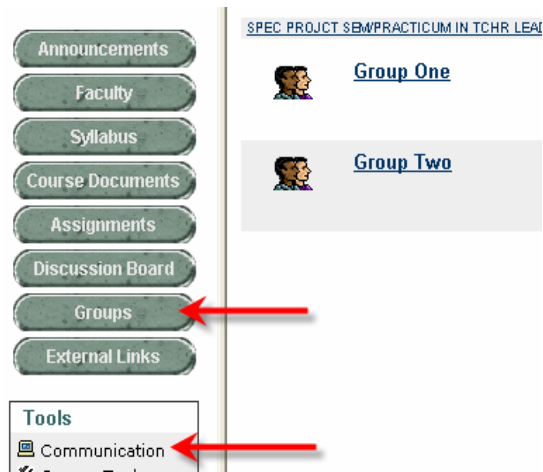 Announcements
Faculty
Syllabus
Course Documents
Assignments
Discussion Board
Groups
External Links
Tools
Communication
SPEC PROJCT SEM/PRACTICUM IN TCHR
Group One
Group Two